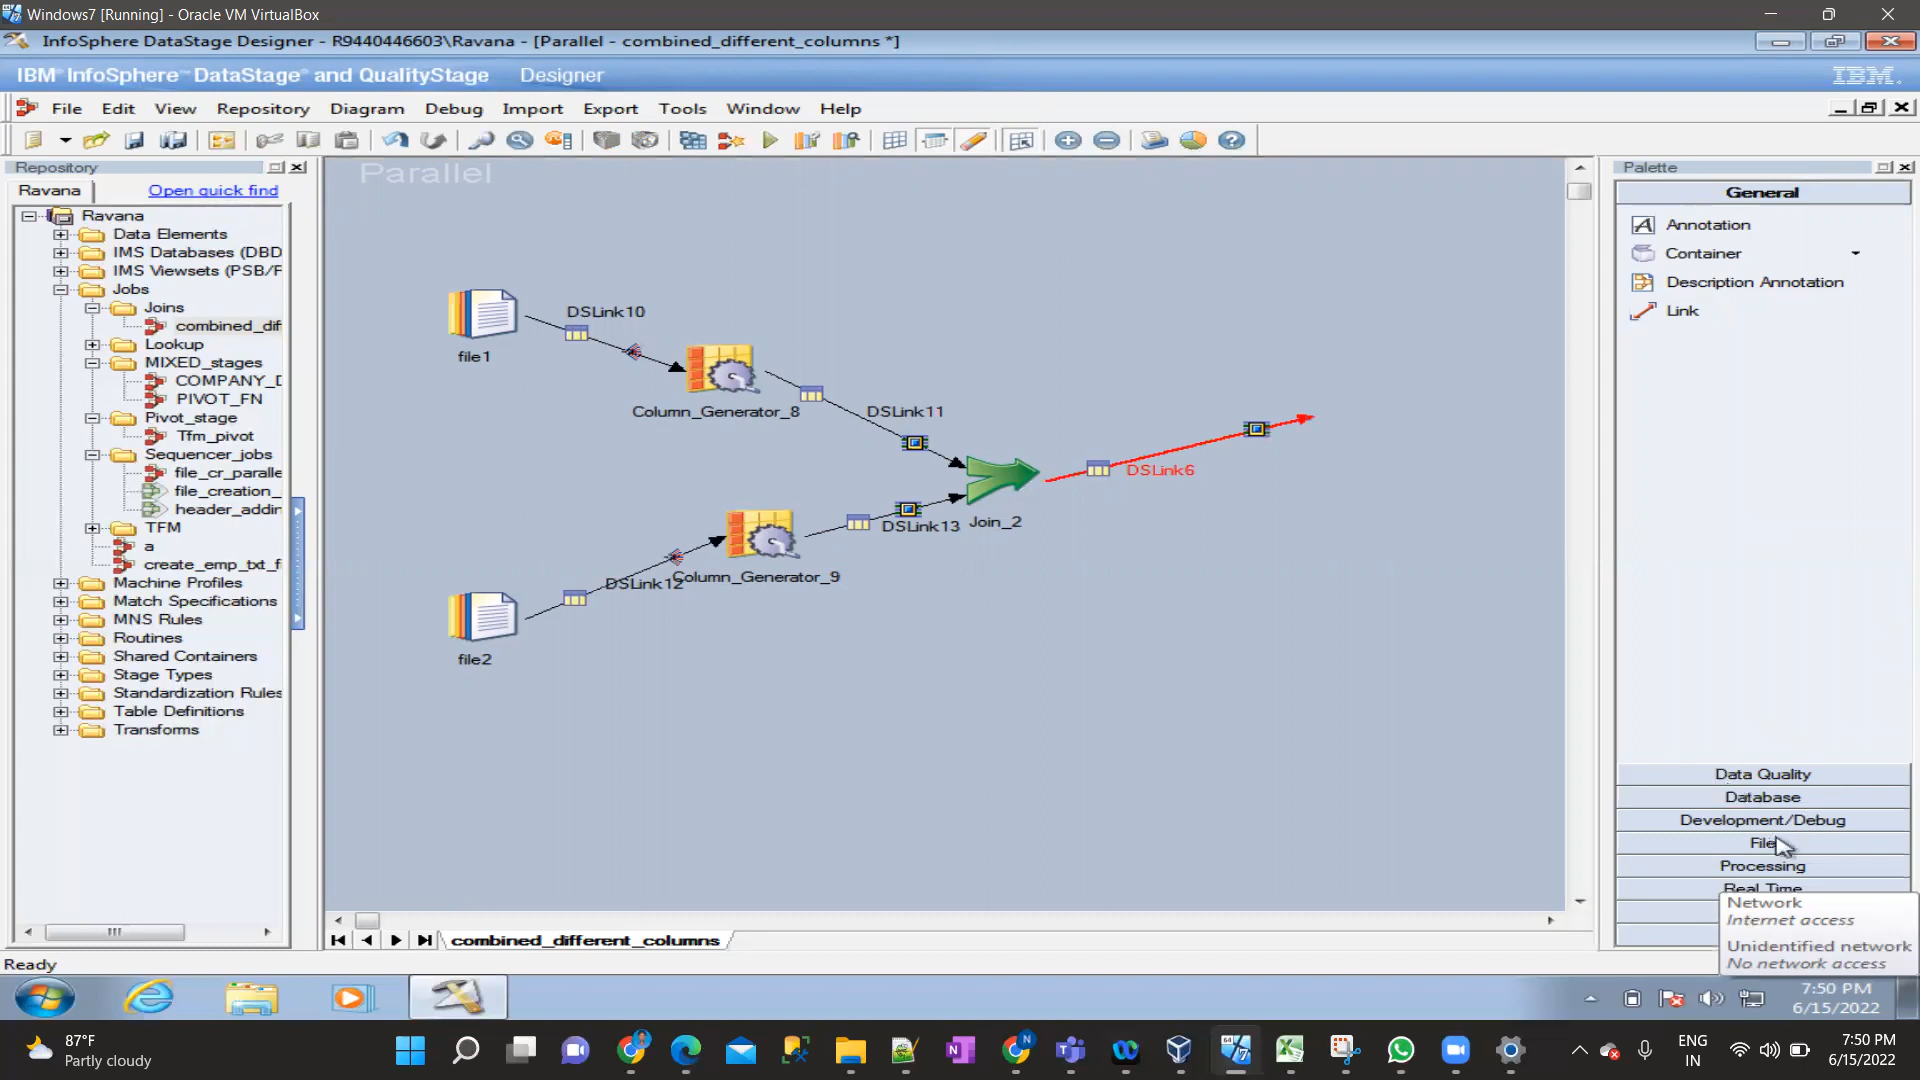 Windows7 [Running] - Oracle VM VirtualBox
InfoSphere DataStage Designer - R9440446603\Ravana - [Parallel - combined_different_columns *]
IBM InfoSphere™ DataStage® and QualityStage Designer
IBM.
File Edit View Repository Diagram Debug Import Export Tools Window Help
Repository
Ravana Open quick find
Ravana
Data Elements
IMS Databases (DBD
IMS Viewsets (PSB/F
Jobs
Joins
combined_dif
Lookup
MIXED_stages
COMPANY_D
PIVOT_FN
Pivot_stage
Tfm_pivot
Sequencer_jobs
file_cr_paralle
file_creation_
header_addin
TFM
a
create_emp_txt_f
Machine Profiles
Match Specifications
MNS Rules
Routines
Shared Containers
Stage Types
Standardization Rules
Table Definitions
Transforms
Parallel
DSLink10
file1
Column_Generator_8
DSLink11
DSLink6
DSLink13
Join_2
DSLink12
Column_Generator_9
file2
combined_different_columns
Palette
General
Annotation
Container
Description Annotation
Link
Data Quality
Database
Development/Debug
File
Processing
Real Time
Network
Internet access
Unidentified network
No network access
Ready
7:50 PM
6/15/2022
87°F
Partly cloudy
ENG
IN
7:50 PM
6/15/2022